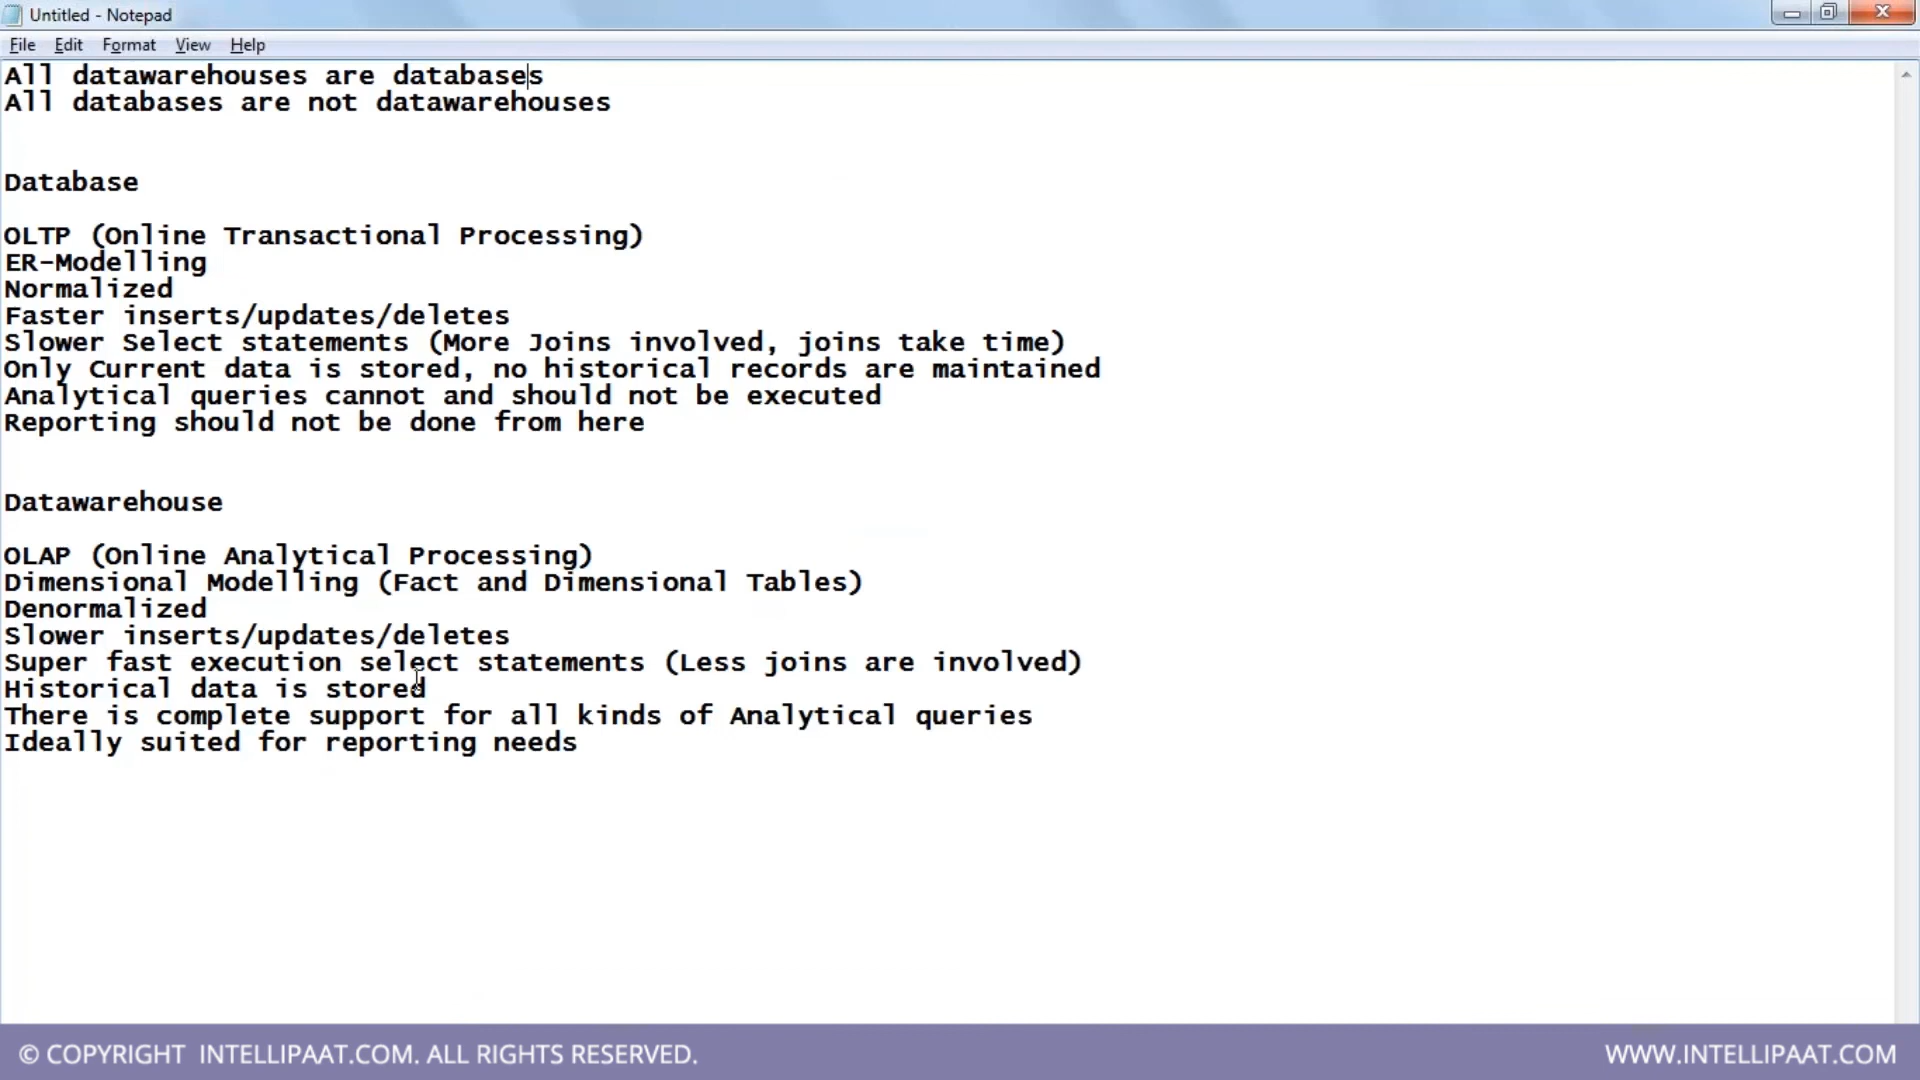 Untitled - Notepad
File Edit Format View Help
All datawarehouses are databases
All databases are not datawarehouses
Database
OLTP (Online Transactional Processing)
ER-Modelling
Normalized
Faster inserts/updates/deletes
Slower Select statements (More Joins involved, joins take time)
Only Current data is stored, no historical records are maintained
Analytical queries cannot and should not be executed
Reporting should not be done from here
Datawarehouse
OLAP (Online Analytical Processing)
Dimensional Modelling (Fact and Dimensional Tables)
Denormalized
Slower inserts/updates/deletes
Super fast execution select statements (Less joins are involved)
Historical data is stored
There is complete support for all kinds of Analytical queries
Ideally suited for reporting needs
© COPYRIGHT INTELLIPAAT.COM. ALL RIGHTS RESERVED. WWW.INTELLIPAAT.COM